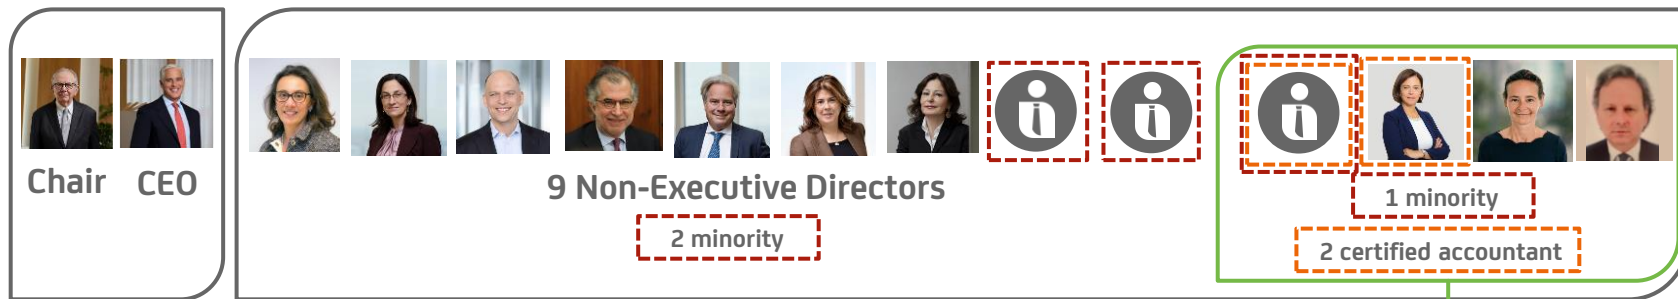 Chair CEO
9 Non-Executive Directors
2 minority
1 minority
2 certified accountant